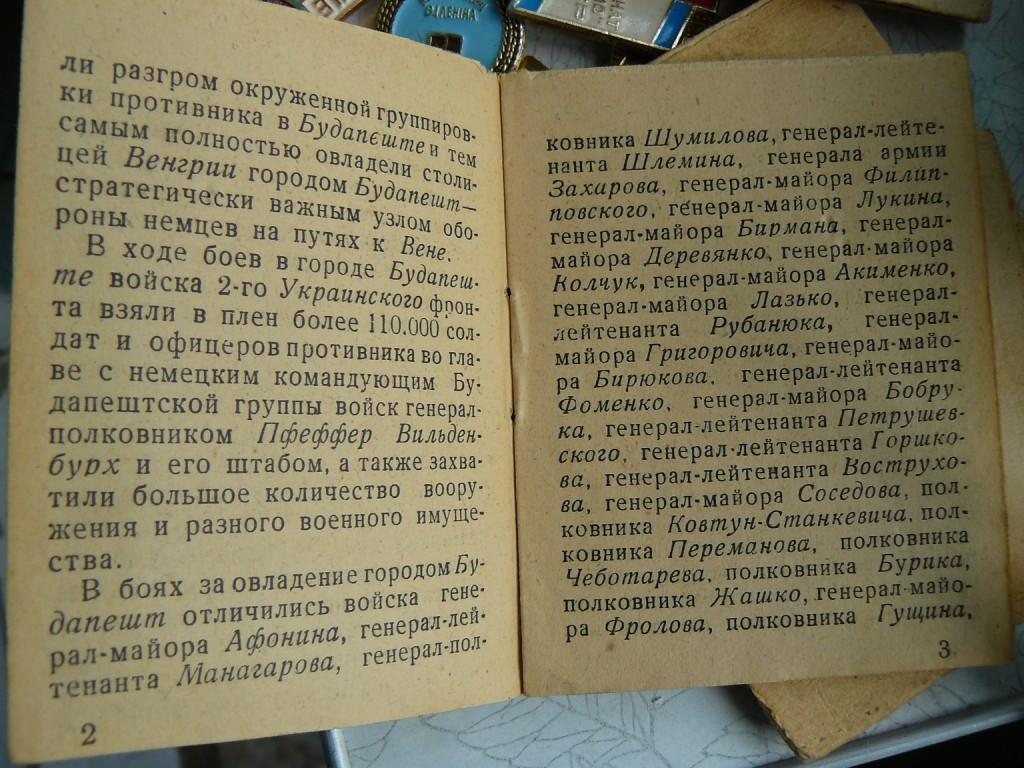 ли разгром окруженной группиров-
ки противника в Будапеште и тем
самым полностью овладели столи-
цей Венгрии городом Будапешт—
стратегически важным узлом обо-
роны немцев на путях к Вене.
В ходе боев в городе Будапеш-
те войска 2-го Украинского фрон-
та взяли в плен более 110.000 сол-
дат и офицеров противника во гла-
ве с немецким командующим Бу-
дапештской группы войск генерал-
полковником Пфеффер Вильден-
бурх и его штабом, а также захва-
тили большое количество воору-
жения и разного военного имуще-
ства.
В боях за овладение городом Бу-
дапешт отличились войска гене-
рал-майора Афонина, генерал-лей-
тенанта Манагарова, генерал-пол-
2
ковника Шумилова, генерал-лейте-
нанта Шлемина, генерала армии
Захарова, генерал-майора Филип-
повского, генерал-майора Лукина,
генерал-майора Бирмана, генерал-
майора Деревянко, генерал-майора
Колчук, генерал-майора Акименко,
генерал-майора Лазько, генерал-
лейтенанта Рубанюка, генерал-
майора Григоровича, генерал-майо-
ра Бирюкова, генерал-лейтенанта
Фоменко, генерал-майора Бобру-
ка, генерал-лейтенанта Петрушев-
ского, генерал-лейтенанта Горшко-
ва, генерал-лейтенанта Вострухо-
ва, генерал-майора Соседова, пол-
ковника Ковтун-Станкевича, пол-
ковника Переманова, полковника
Чеботарева, полковника Бурика,
полковника Жашко, генерал-майо-
ра Фролова, полковника Гущина,
3